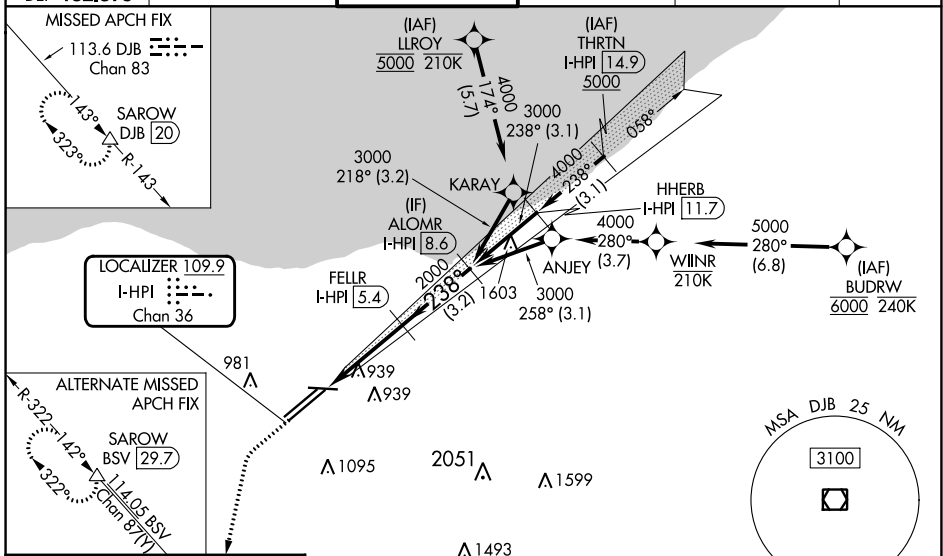 MISSED APCH FIX
113.6 DJB
Chan 83
143°
323°
SAROW
DJB 20
R-143
(IAF)
LLROY
5000 210K
4000
174°
(5.7)
(IAF)
THRTN
I-HPI 14.9
5000
3000
238° (3.1)
058°
3000
218° (3.2)
4000
238°
(3.1)
KARAY
HHERB
I-HPI 11.7
(IF)
ALOMR
I-HPI 8.6
4000
280°
(3.7)
5000
280°
(6.8)
ANJEY
WIINR
210K
(IAF)
BUDRW
6000 240K
LOCALIZER 109.9
I-HPI
Chan 36
FELLR
I-HPI 5.4
2000
238°
(3.2)
1603
3000
258° (3.1)
981
939
939
ALTERNATE MISSED
APCH FIX
R-322
142°
322°
SAROW
BSV 29.7
114.05 BSV
Chan 87(Y)
1095
2051
1599
1493
MSA DJB 25 NM
3100